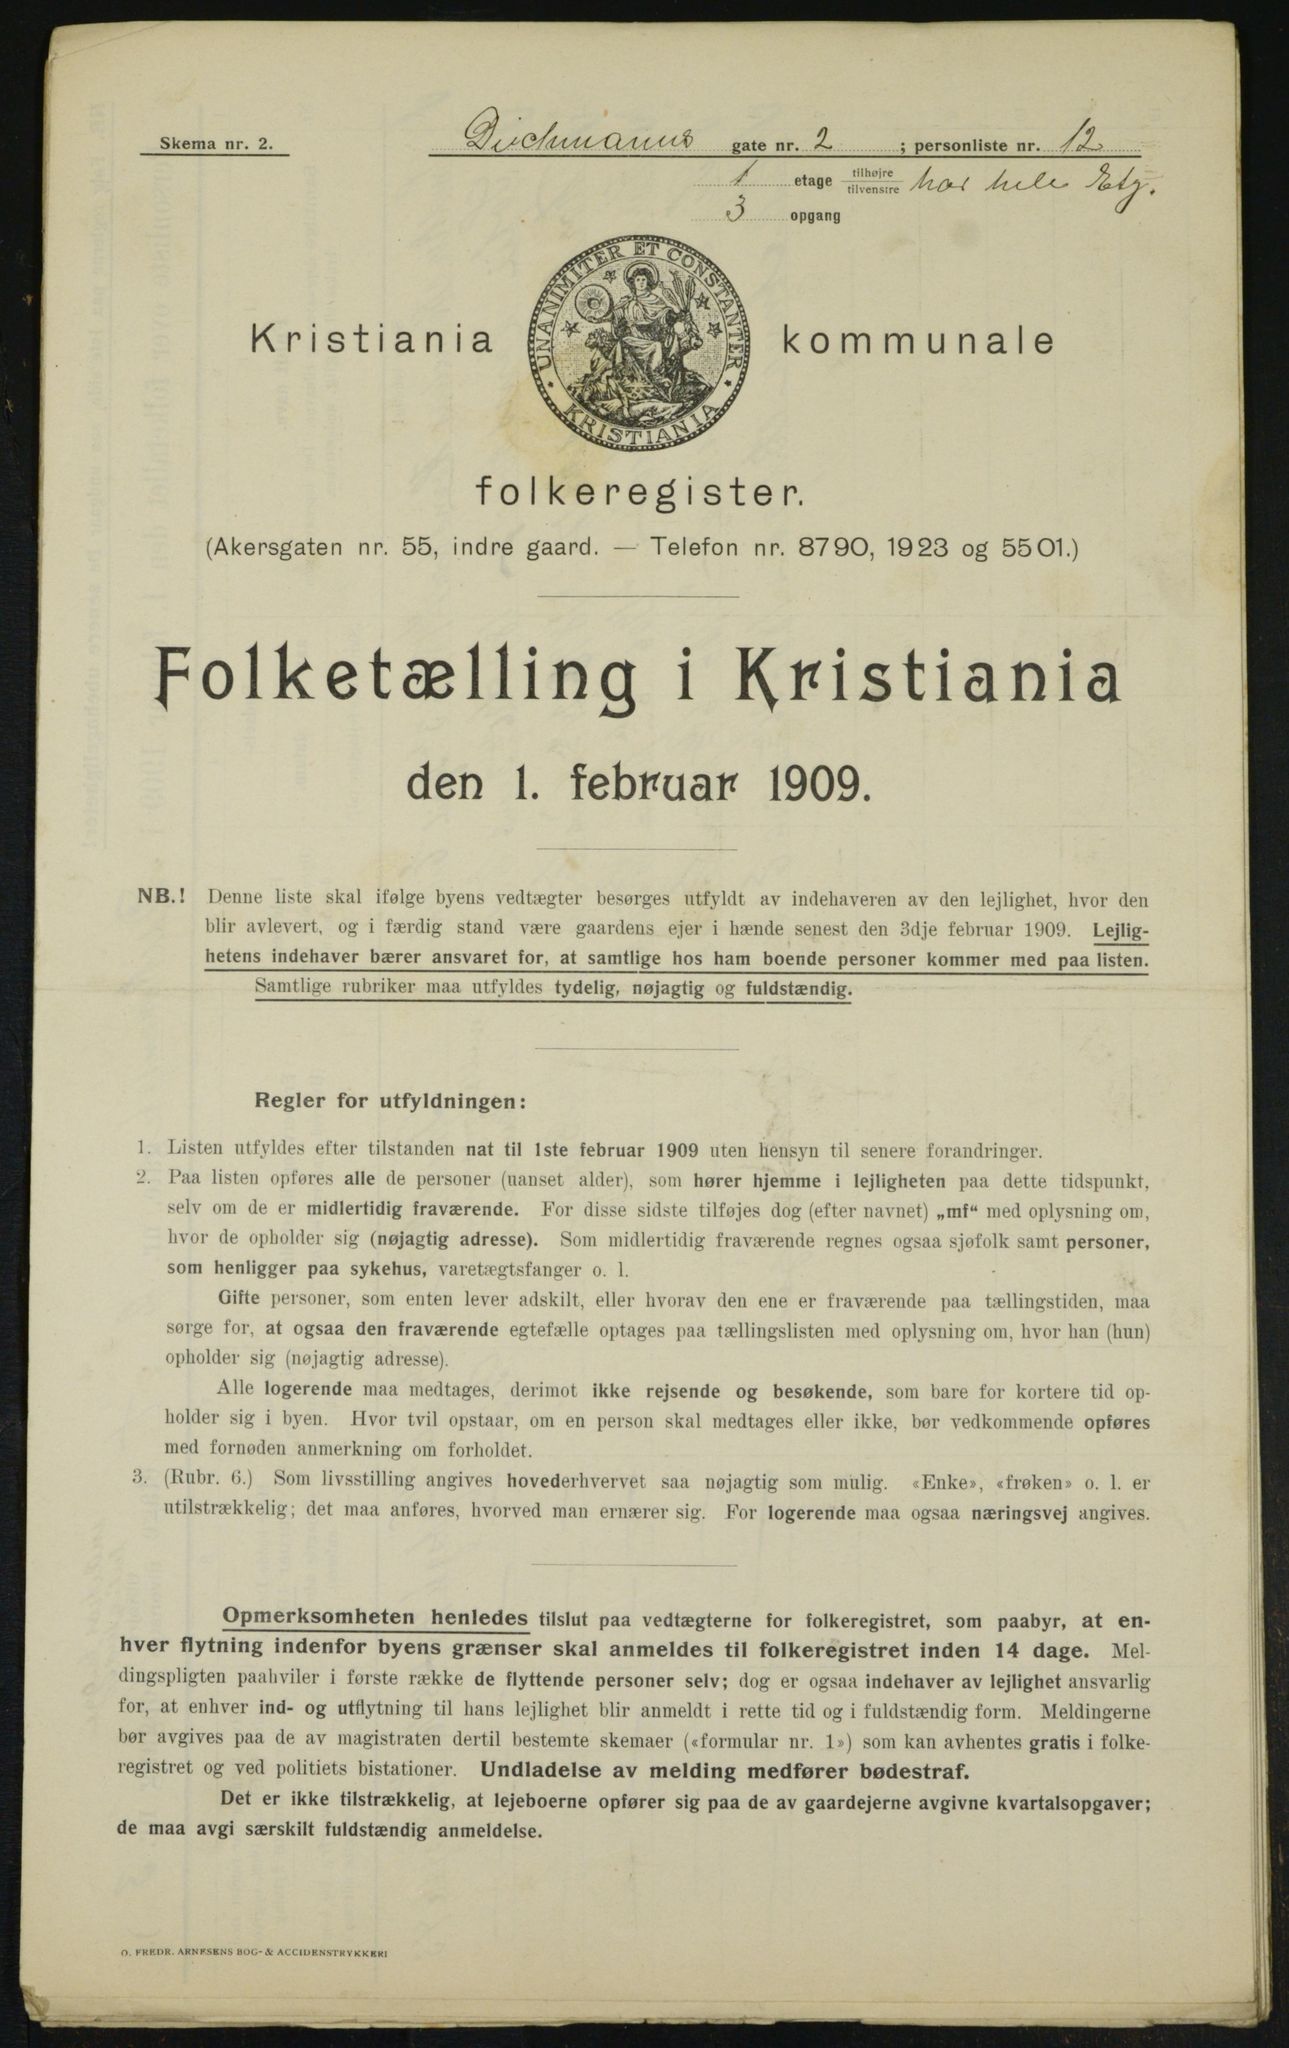 Skema nr. 2.
Dichmanns gate nr. 2 ; personliste nr. 12
1 etage tilhøjre tilvenstre har hele Etg.
3 opgang
UNANIMITER ET CONSTANTER
KRISTIANIA
Kristiania kommunale
folkeregister.
(Akersgaten nr. 55, indre gaard. — Telefon nr. 8790, 1923 og 5501.)
Folketælling i Kristiania
den 1. februar 1909.
NB.! Denne liste skal ifølge byens vedtægter besørges utfyldt av indehaveren av den lejlighet, hvor den
blir avlevert, og i færdig stand være gaardens ejer i hænde senest den 3dje februar 1909. Lejlig-
hetens indehaver bærer ansvaret for, at samtlige hos ham boende personer kommer med paa listen.
Samtlige rubriker maa utfyldes tydelig, nøjagtig og fuldstændig.
Regler for utfyldningen:
1. Listen utfyldes efter tilstanden nat til 1ste februar 1909 uten hensyn til senere forandringer.
2. Paa listen opføres alle de personer (uanset alder), som hører hjemme i lejligheten paa dette tidspunkt,
selv om de er midlertidig fraværende. For disse sidste tilføjes dog (efter navnet) „mf“ med oplysning om,
hvor de opholder sig (nøjagtig adresse). Som midlertidig fraværende regnes ogsaa sjøfolk samt personer,
som henligger paa sykehus, varetægtsfanger o. l.
Gifte personer, som enten lever adskilt, eller hvorav den ene er fraværende paa tællingstiden, maa
sørge for, at ogsaa den fraværende egtefælle optages paa tællingslisten med oplysning om, hvor han (hun)
opholder sig (nøjagtig adresse).
Alle logerende maa medtages, derimot ikke rejsende og besøkende, som bare for kortere tid op-
holder sig i byen. Hvor tvil opstaar, om en person skal medtages eller ikke, bør vedkommende opføres
med fornøden anmerkning om forholdet.
3. (Rubr. 6.) Som livsstilling angives hovederhvervet saa nøjagtig som mulig. «Enke», «frøken» o. l. er
utilstrækkelig; det maa anføres, hvorved man ernærer sig. For logerende maa ogsaa næringsvej angives.
Opmerksomheten henledes tilslut paa vedtægterne for folkeregistret, som paabyr, at en-
hver flytning indenfor byens grænser skal anmeldes til folkeregistret inden 14 dage. Mel-
dingspligten paahviler i første række de flyttende personer selv; dog er ogsaa indehaver av lejlighet ansvarlig
for, at enhver ind- og utflytning til hans lejlighet blir anmeldt i rette tid og i fuldstændig form. Meldingerne
bør avgives paa de av magistraten dertil bestemte skemaer («formular nr. 1») som kan avhentes gratis i folke-
registret og ved politiets bistationer. Undladelse av melding medfører bødestraf.
Det er ikke tilstrækkelig, at lejeboerne opfører sig paa de av gaardejerne avgivne kvartalsopgaver;
de maa avgi særskilt fuldstændig anmeldelse.
O. FREDR. ARNESENS BOG- & ACCIDENSTRYKKERI